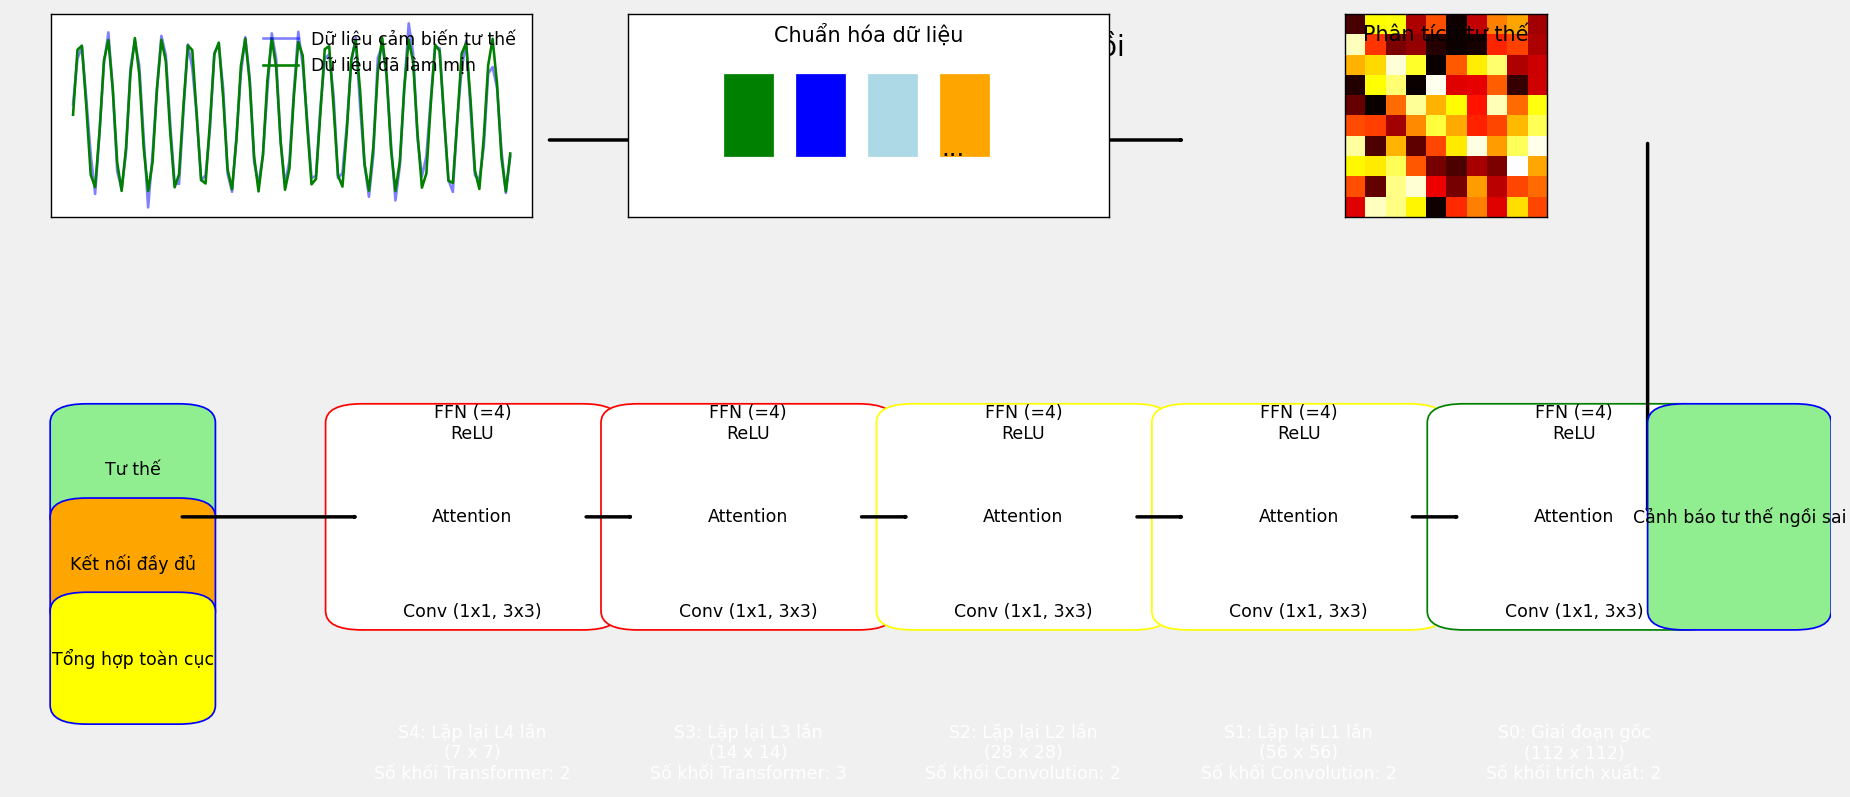 Dữ liệu cảm biến tư thế
Dữ liệu đã làm mịn
Chuẩn hóa dữ liệu
...
Phân tích tư thế
Tư thế
Kết nối đầy đủ
Tổng hợp toàn cục
FFN (=4)
ReLU
Attention
Conv (1x1, 3x3)
FFN (=4)
ReLU
Attention
Conv (1x1, 3x3)
FFN (=4)
ReLU
Attention
Conv (1x1, 3x3)
FFN (=4)
ReLU
Attention
Conv (1x1, 3x3)
FFN (=4)
ReLU
Attention
Conv (1x1, 3x3)
Cảnh báo tư thế ngồi sai
S4: Lặp lại L4 lần
(7 x 7)
Số khối Transformer: 2
S3: Lặp lại L3 lần
(14 x 14)
Số khối Transformer: 3
S2: Lặp lại L2 lần
(28 x 28)
Số khối Convolution: 2
S1: Lặp lại L1 lần
(56 x 56)
Số khối Convolution: 2
S0: Giai đoạn gốc
(112 x 112)
Số khối trích xuất: 2